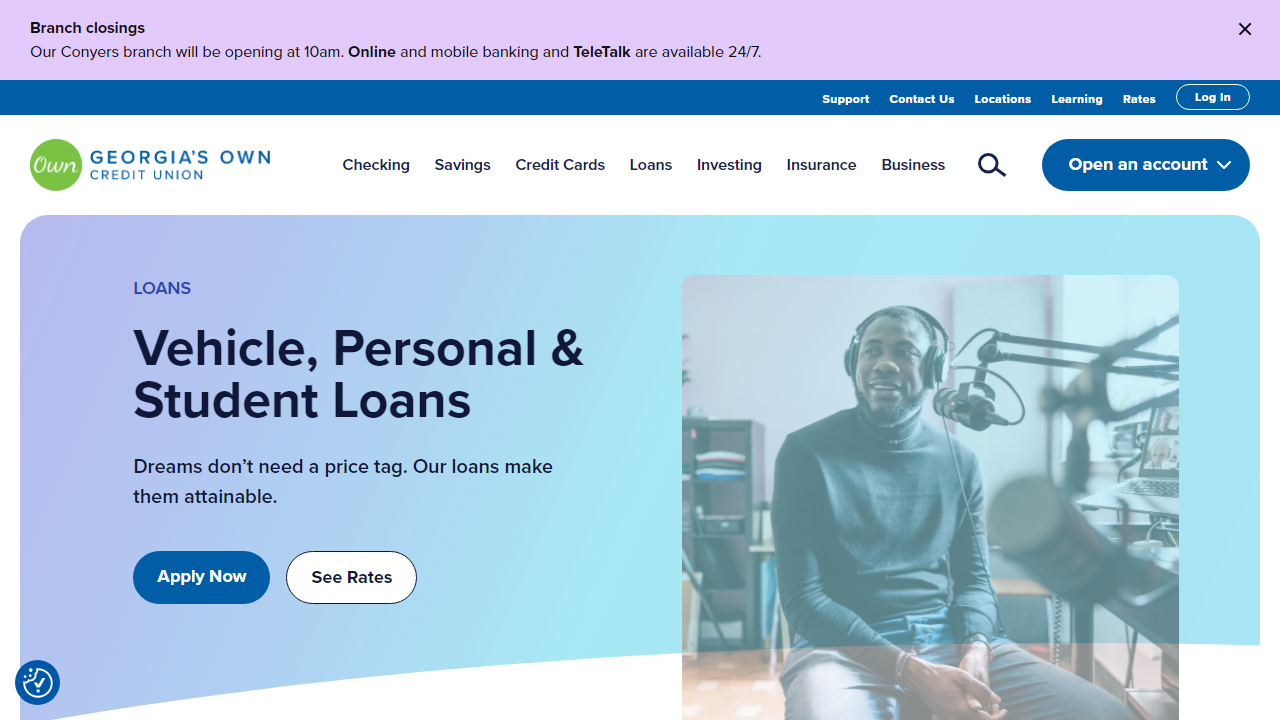 Branch closings
Our Conyers branch will be opening at 10am. Online and mobile banking and TeleTalk are available 24/7.
Support Contact Us Locations Learning Rates Log In
Own GEORGIA'S OWN
CREDIT UNION
Checking Savings Credit Cards Loans Investing Insurance Business Open an account
LOANS
Vehicle, Personal &
Student Loans
Dreams don’t need a price tag. Our loans make
them attainable.
Apply Now See Rates